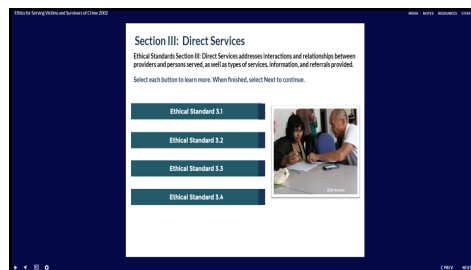 Ethics for Serving Victims and Survivors of Crime 2002
MENU NOTES RESOURCES
Section III: Direct Services
Ethical Standards Section III: Direct Services addresses interactions and relationships between
providers and persons served, as well as types of services, information, and referrals provided.
Select each button to learn more. When finished, select Next to continue.
Ethical Standard 3.1
Ethical Standard 3.2
Ethical Standard 3.3
Ethical Standard 3.4
< PREV NEXT